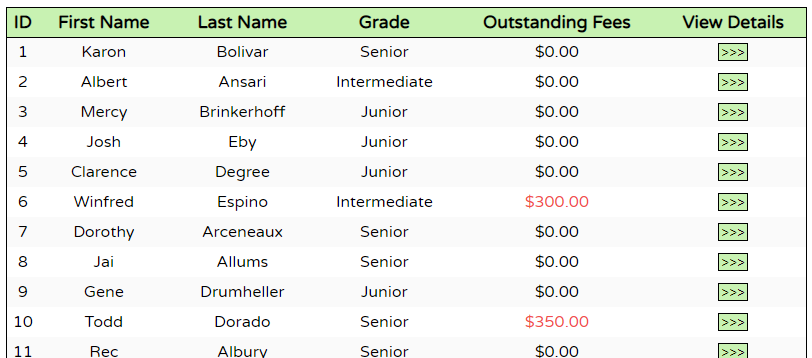 ID First Name Last Name Grade Outstanding Fees View Details
1 Karon Bolivar Senior $0.00 >>>
2 Albert Ansari Intermediate $0.00 >>>
3 Mercy Brinkerhoff Junior $0.00 >>>
4 Josh Eby Junior $0.00 >>>
5 Clarence Degree Junior $0.00 >>>
6 Winfred Espino Intermediate $300.00 >>>
7 Dorothy Arceneaux Senior $0.00 >>>
8 Jai Allums Senior $0.00 >>>
9 Gene Drumheller Junior $0.00 >>>
10 Todd Dorado Senior $350.00 >>>
11 Rec Albury Senior $0.00 >>>